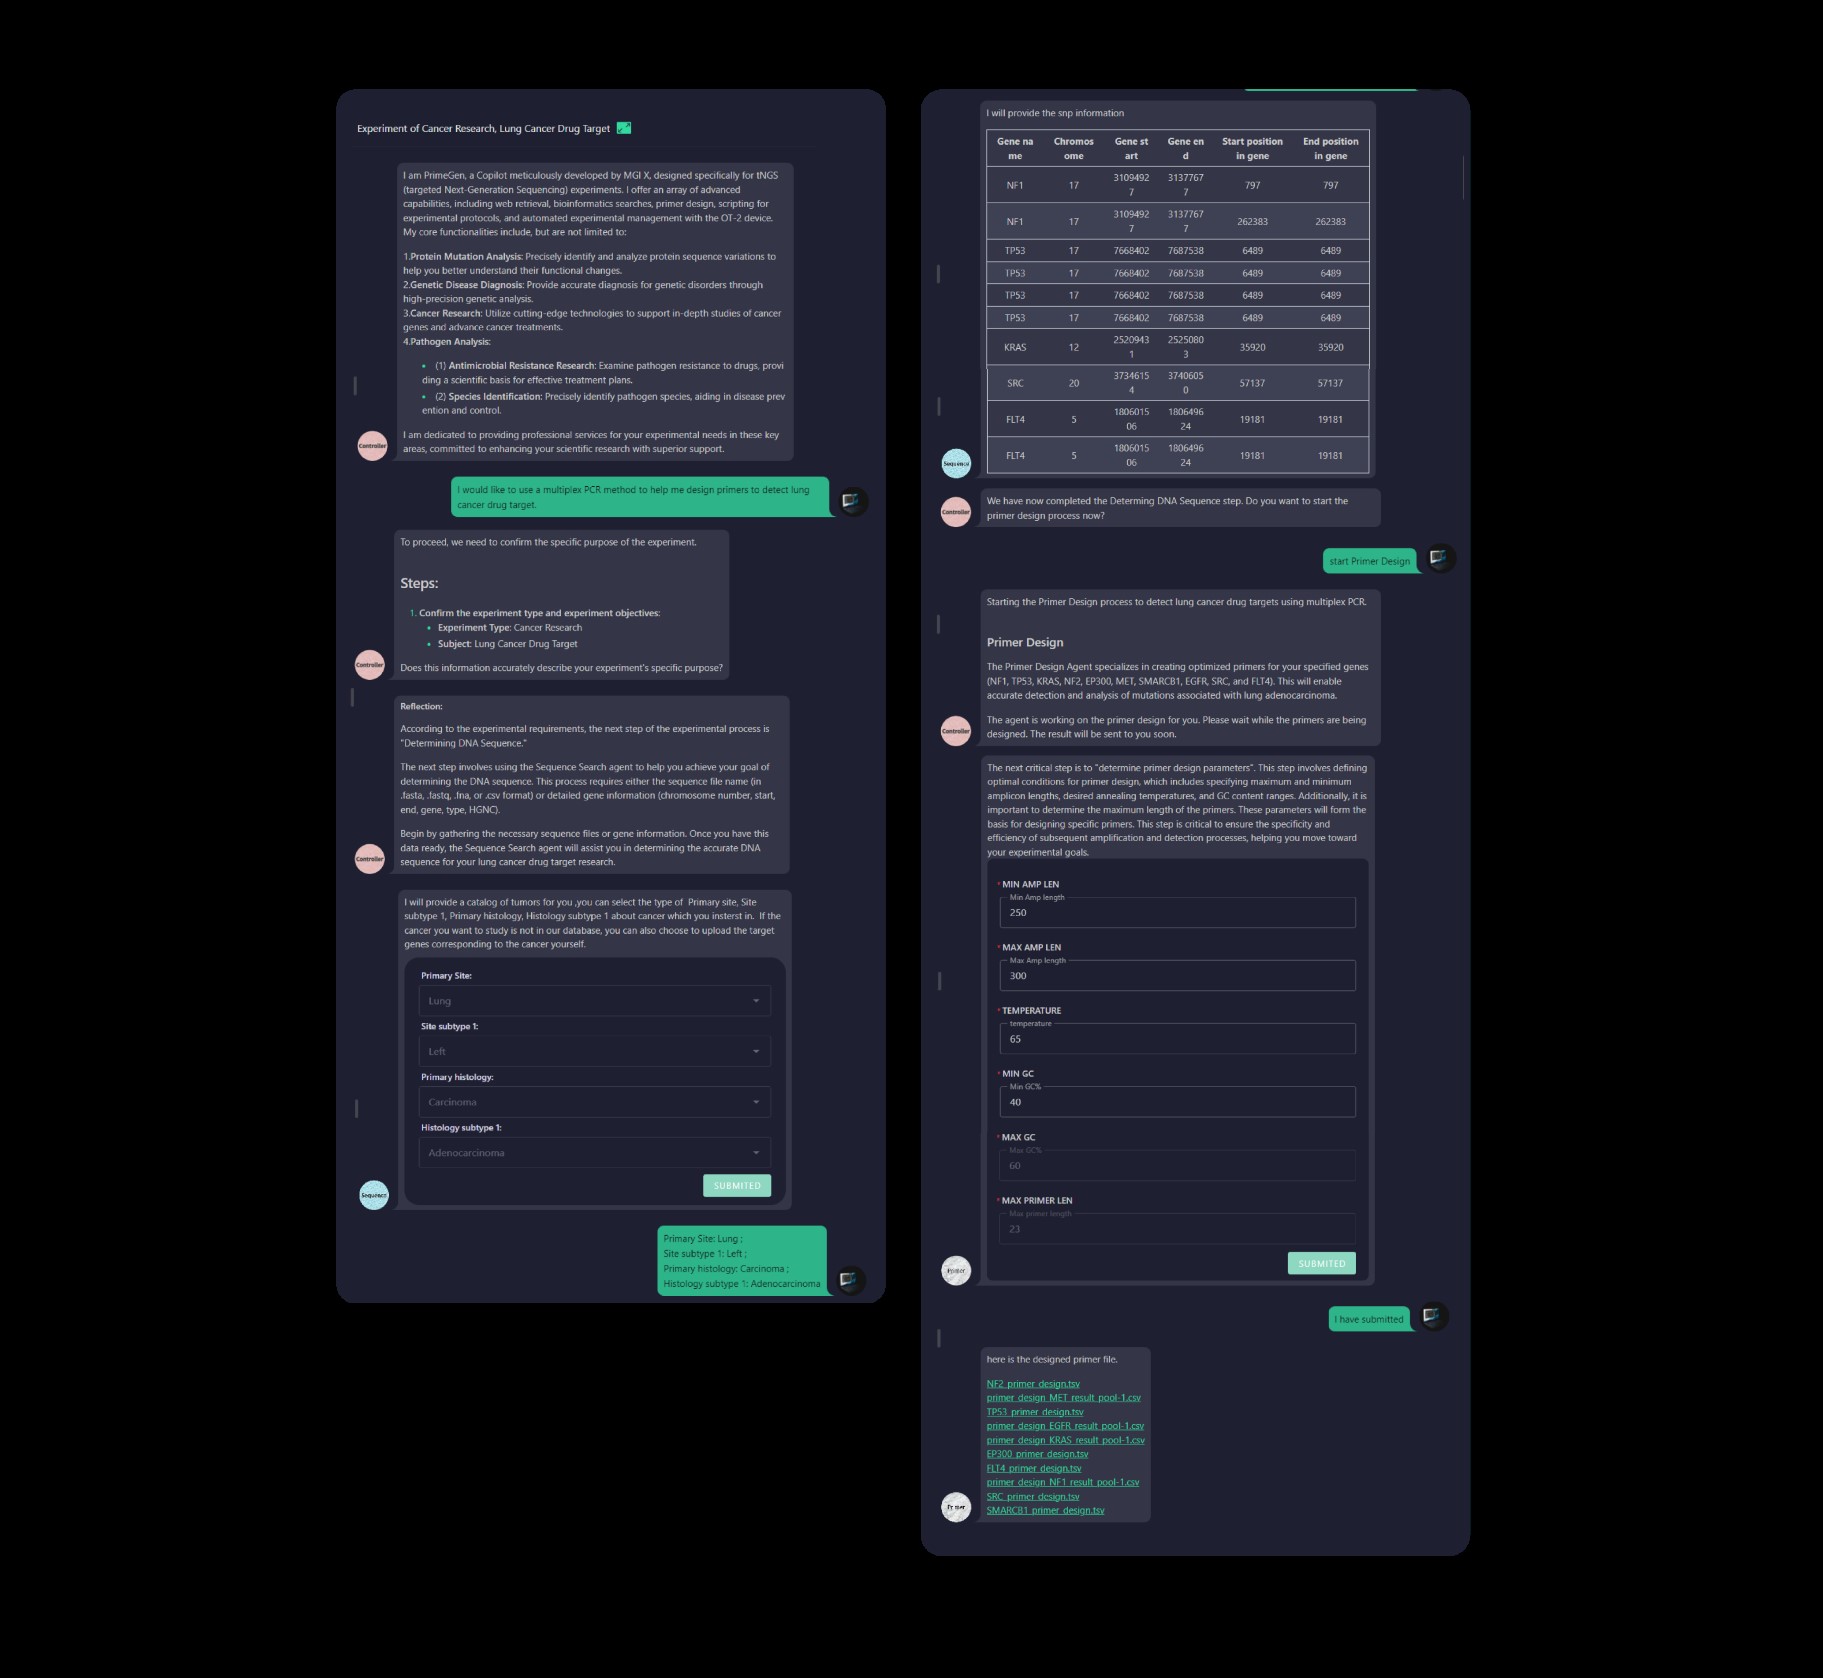 Experiment of Cancer Research, Lung Cancer Drug Target
I am PrimeGen, a Copilot meticulously developed by MGI X, designed specifically for tNGS
(targeted Next-Generation Sequencing) experiments. I offer an array of advanced
capabilities, including web retrieval, bioinformatics searches, primer design, scripting for
experimental protocols, and automated experimental management with the OT-2 device.
My core functionalities include, but are not limited to:
1.Protein Mutation Analysis: Precisely identify and analyze protein sequence variations to
help you better understand their functional changes.
2.Genetic Disease Diagnosis: Provide accurate diagnosis for genetic disorders through
high-precision genetic analysis.
3.Cancer Research: Utilize cutting-edge technologies to support in-depth studies of cancer
genes and advance cancer treatments.
4.Pathogen Analysis:
• (1) Antimicrobial Resistance Research: Examine pathogen resistance to drugs, provi
ding a scientific basis for effective treatment plans.
• (2) Species Identification: Precisely identify pathogen species, aiding in disease prev
ention and control.
I am dedicated to providing professional services for your experimental needs in these key
areas, committed to enhancing your scientific research with superior support.
Controller
I would like to use a multiplex PCR method to help me design primers to detect lung
cancer drug target.
To proceed, we need to confirm the specific purpose of the experiment.
Steps:
1. Confirm the experiment type and experiment objectives:
• Experiment Type: Cancer Research
• Subject: Lung Cancer Drug Target
Does this information accurately describe your experiment's specific purpose?
Controller
Reflection:
According to the experimental requirements, the next step of the experimental process is
"Determining DNA Sequence."
The next step involves using the Sequence Search agent to help you achieve your goal of
determining the DNA sequence. This process requires either the sequence file name (in
.fasta, .fastq, .fna, or .csv format) or detailed gene information (chromosome number, start,
end, gene, type, HGNC).
Begin by gathering the necessary sequence files or gene information. Once you have this
data ready, the Sequence Search agent will assist you in determining the accurate DNA
sequence for your lung cancer drug target research.
Controller
I will provide a catalog of tumors for you ,you can select the type of Primary site, Site
subtype 1, Primary histology, Histology subtype 1 about cancer which you insterst in. If the
cancer you want to study is not in our database, you can also choose to upload the target
genes corresponding to the cancer yourself.
Primary Site:
Lung
Site subtype 1:
Left
Primary histology:
Carcinoma
Histology subtype 1:
Adenocarcinoma
SUBMITED
Sequence
Primary Site: Lung ;
Site subtype 1: Left ;
Primary histology: Carcinoma ;
Histology subtype 1: Adenocarcinoma
I will provide the snp information
Gene na Chromos Gene st Gene en Start position End position
me ome art d in gene in gene
NF1 17 3109492 3137767 797 797
7 7
NF1 17 3109492 3137767 262383 262383
7 7
TP53 17 7668402 7687538 6489 6489
TP53 17 7668402 7687538 6489 6489
TP53 17 7668402 7687538 6489 6489
TP53 17 7668402 7687538 6489 6489
KRAS 12 2520943 2525080 35920 35920
1 3
SRC 20 3734615 3740605 57137 57137
4 0
FLT4 5 1806015 1806496 19181 19181
06 24
FLT4 5 1806015 1806496 19181 19181
06 24
Sequence
We have now completed the Determing DNA Sequence step. Do you want to start the
primer design process now?
Controller
start Primer Design
Starting the Primer Design process to detect lung cancer drug targets using multiplex PCR.
Primer Design
The Primer Design Agent specializes in creating optimized primers for your specified genes
(NF1, TP53, KRAS, NF2, EP300, MET, SMARCB1, EGFR, SRC, and FLT4). This will enable
accurate detection and analysis of mutations associated with lung adenocarcinoma.
The agent is working on the primer design for you. Please wait while the primers are being
designed. The result will be sent to you soon.
Controller
The next critical step is to "determine primer design parameters". This step involves defining
optimal conditions for primer design, which includes specifying maximum and minimum
amplicon lengths, desired annealing temperatures, and GC content ranges. Additionally, it is
important to determine the maximum length of the primers. These parameters will form the
basis for designing specific primers. This step is critical to ensure the specificity and
efficiency of subsequent amplification and detection processes, helping you move toward
your experimental goals.
* MIN AMP LEN
Min Amp length
250
* MAX AMP LEN
Max Amp length
300
* TEMPERATURE
temperature
65
* MIN GC
Min GC%
40
* MAX GC
Max GC%
60
* MAX PRIMER LEN
Max primer length
23
SUBMITED
Primer
I have submitted
here is the designed primer file.
NF2_primer_design.tsv
primer_design_MET_result_pool-1.csv
TP53_primer_design.tsv
primer_design_EGFR_result_pool-1.csv
primer_design_KRAS_result_pool-1.csv
EP300_primer_design.tsv
FLT4_primer_design.tsv
primer_design_NF1_result_pool-1.csv
SRC_primer_design.tsv
SMARCB1_primer_design.tsv
Primer